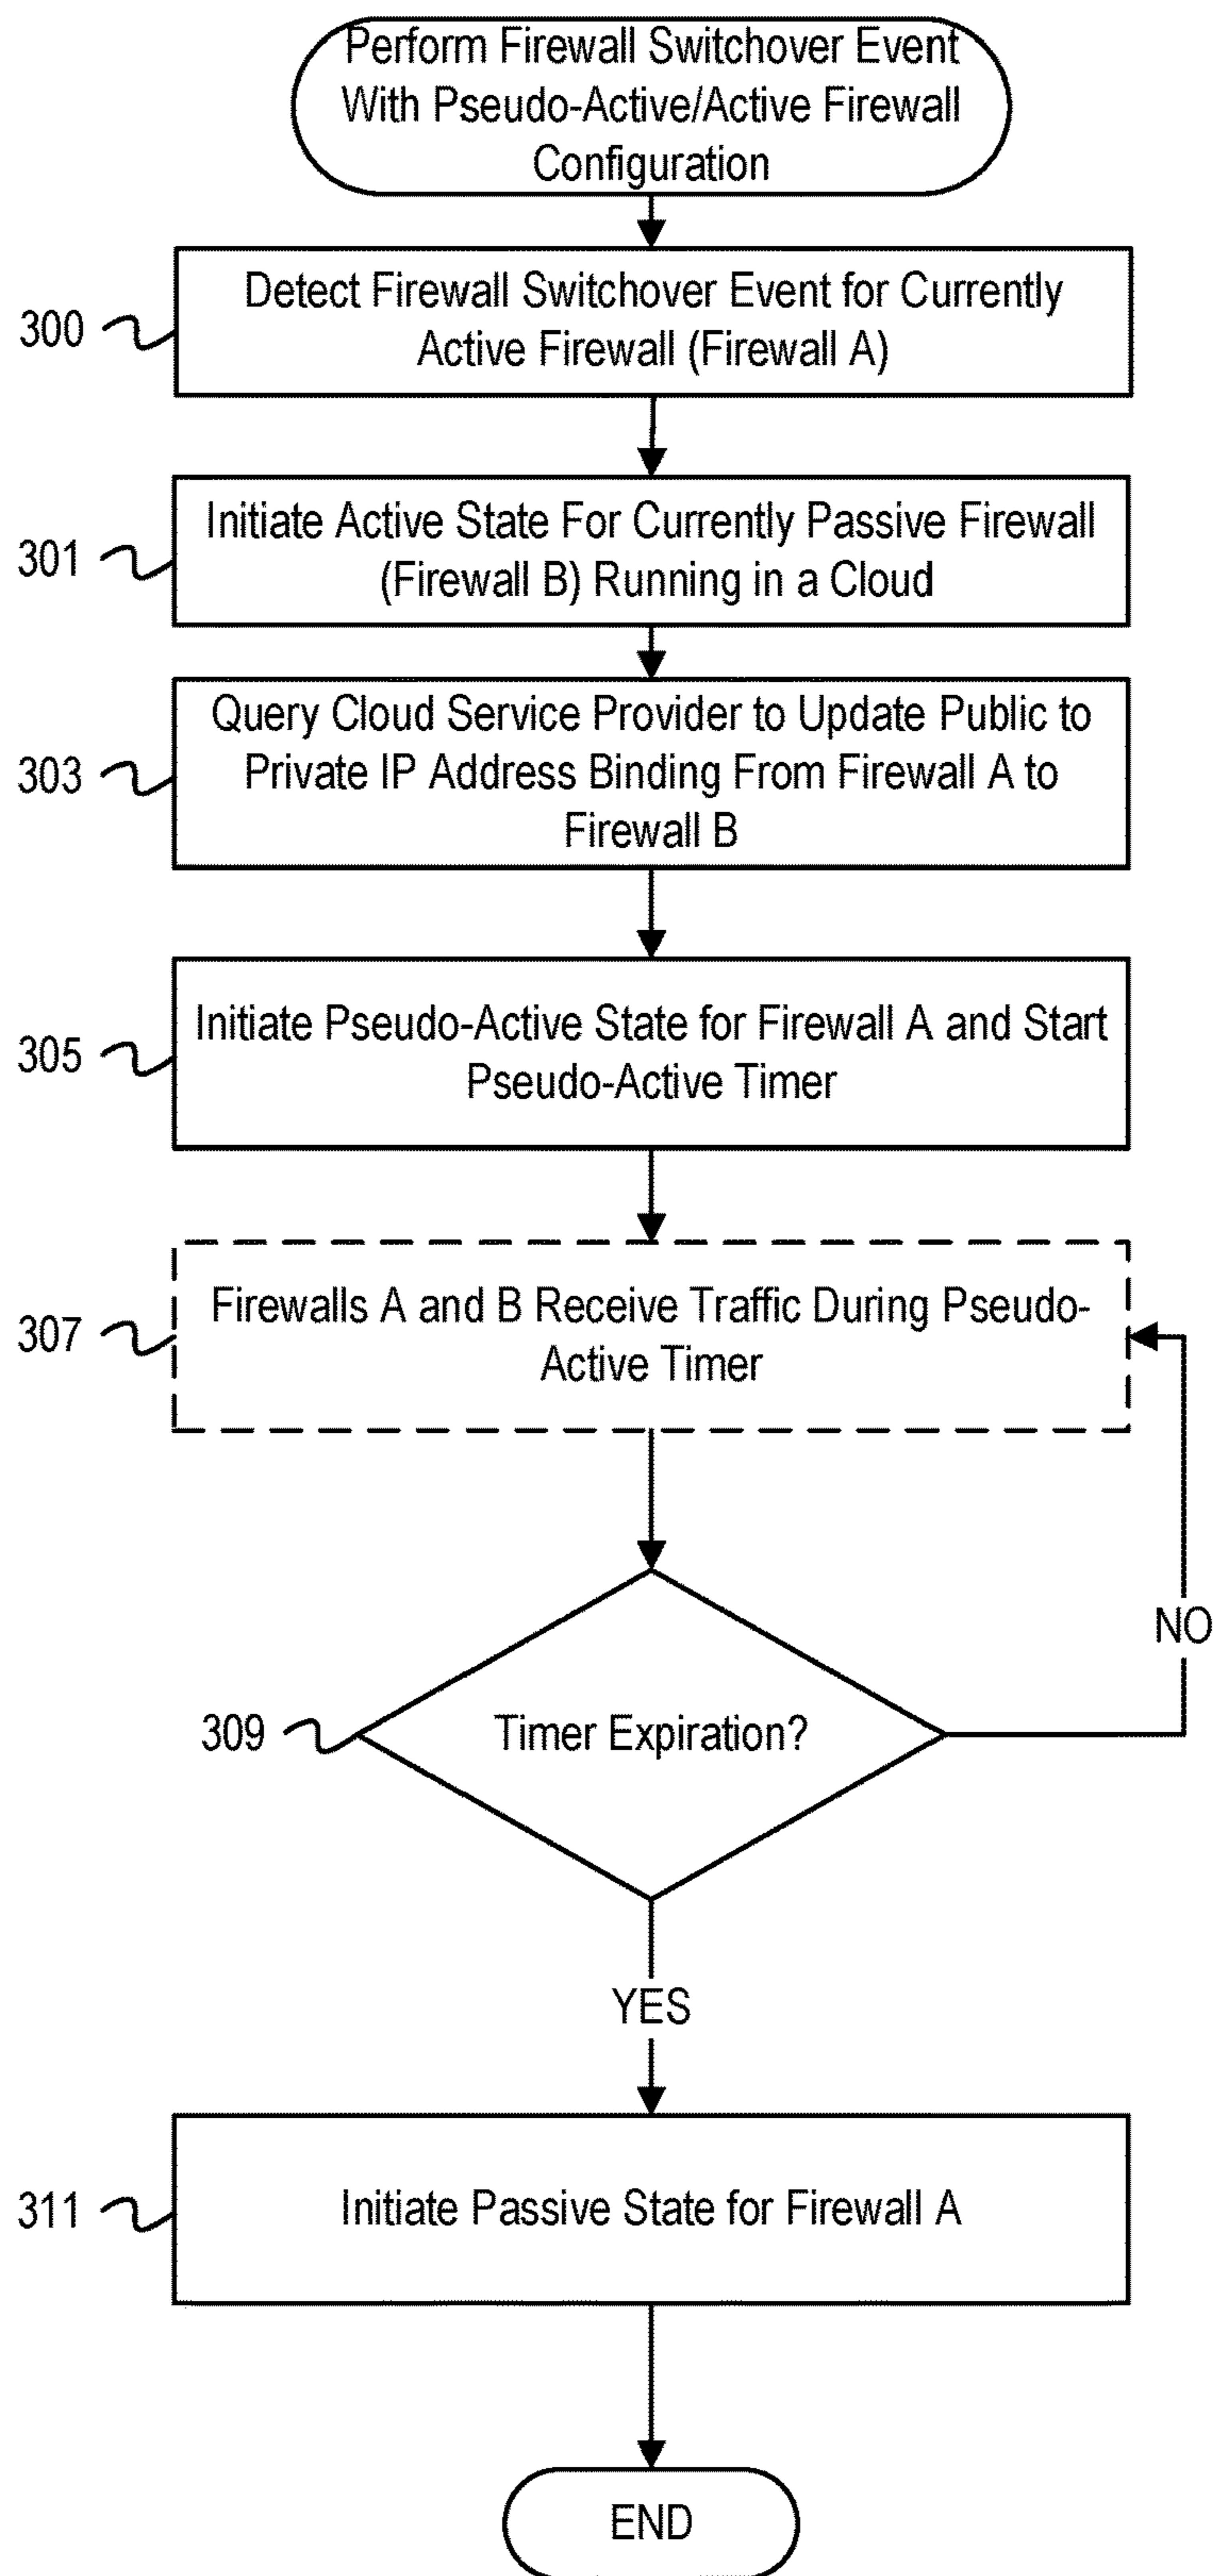 Perform Firewall Switchover Event
With Pseudo-Active/Active Firewall
Configuration
300
Detect Firewall Switchover Event for Currently
Active Firewall (Firewall A)
301
Initiate Active State For Currently Passive Firewall
(Firewall B) Running in a Cloud
303
Query Cloud Service Provider to Update Public to
Private IP Address Binding From Firewall A to
Firewall B
305
Initiate Pseudo-Active State for Firewall A and Start
Pseudo-Active Timer
307
Firewalls A and B Receive Traffic During Pseudo-
Active Timer
NO
309
Timer Expiration?
YES
311
Initiate Passive State for Firewall A
END